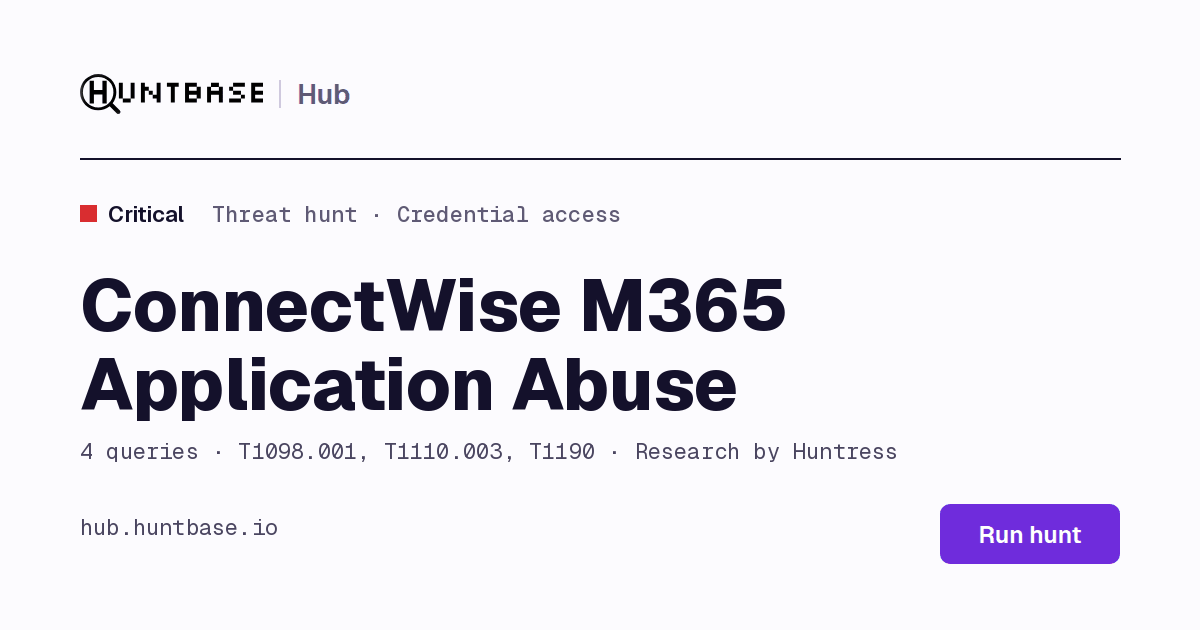 HUNTBASE Hub
Critical Threat hunt · Credential access
ConnectWise M365
Application Abuse
4 queries · T1098.001, T1110.003, T1190 · Research by Huntress
hub.huntbase.io
Run hunt